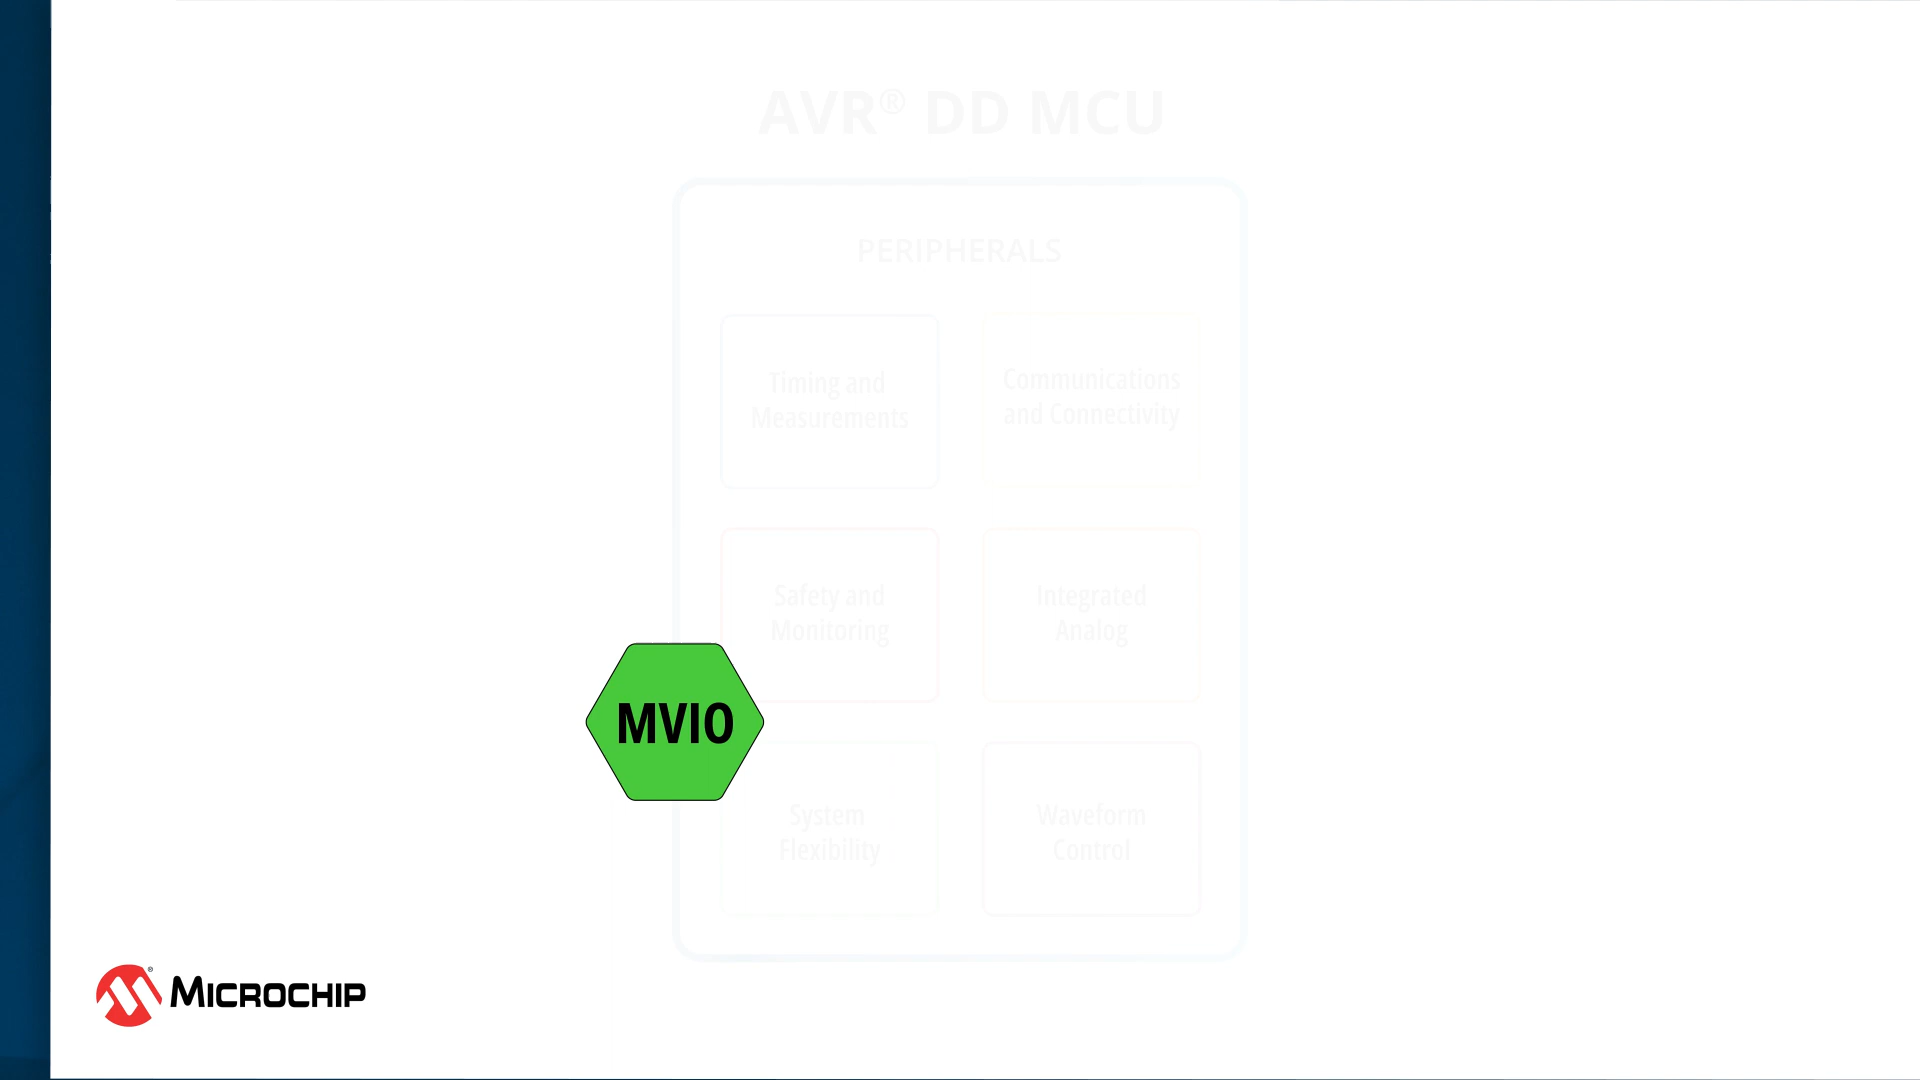 AVR® DD MCU
PERIPHERALS
Timing and
Measurements
Communications
and Connectivity
Safety and
Monitoring
Integrated
Analog
MVIO
System
Flexibility
Waveform
Control
MICROCHIP